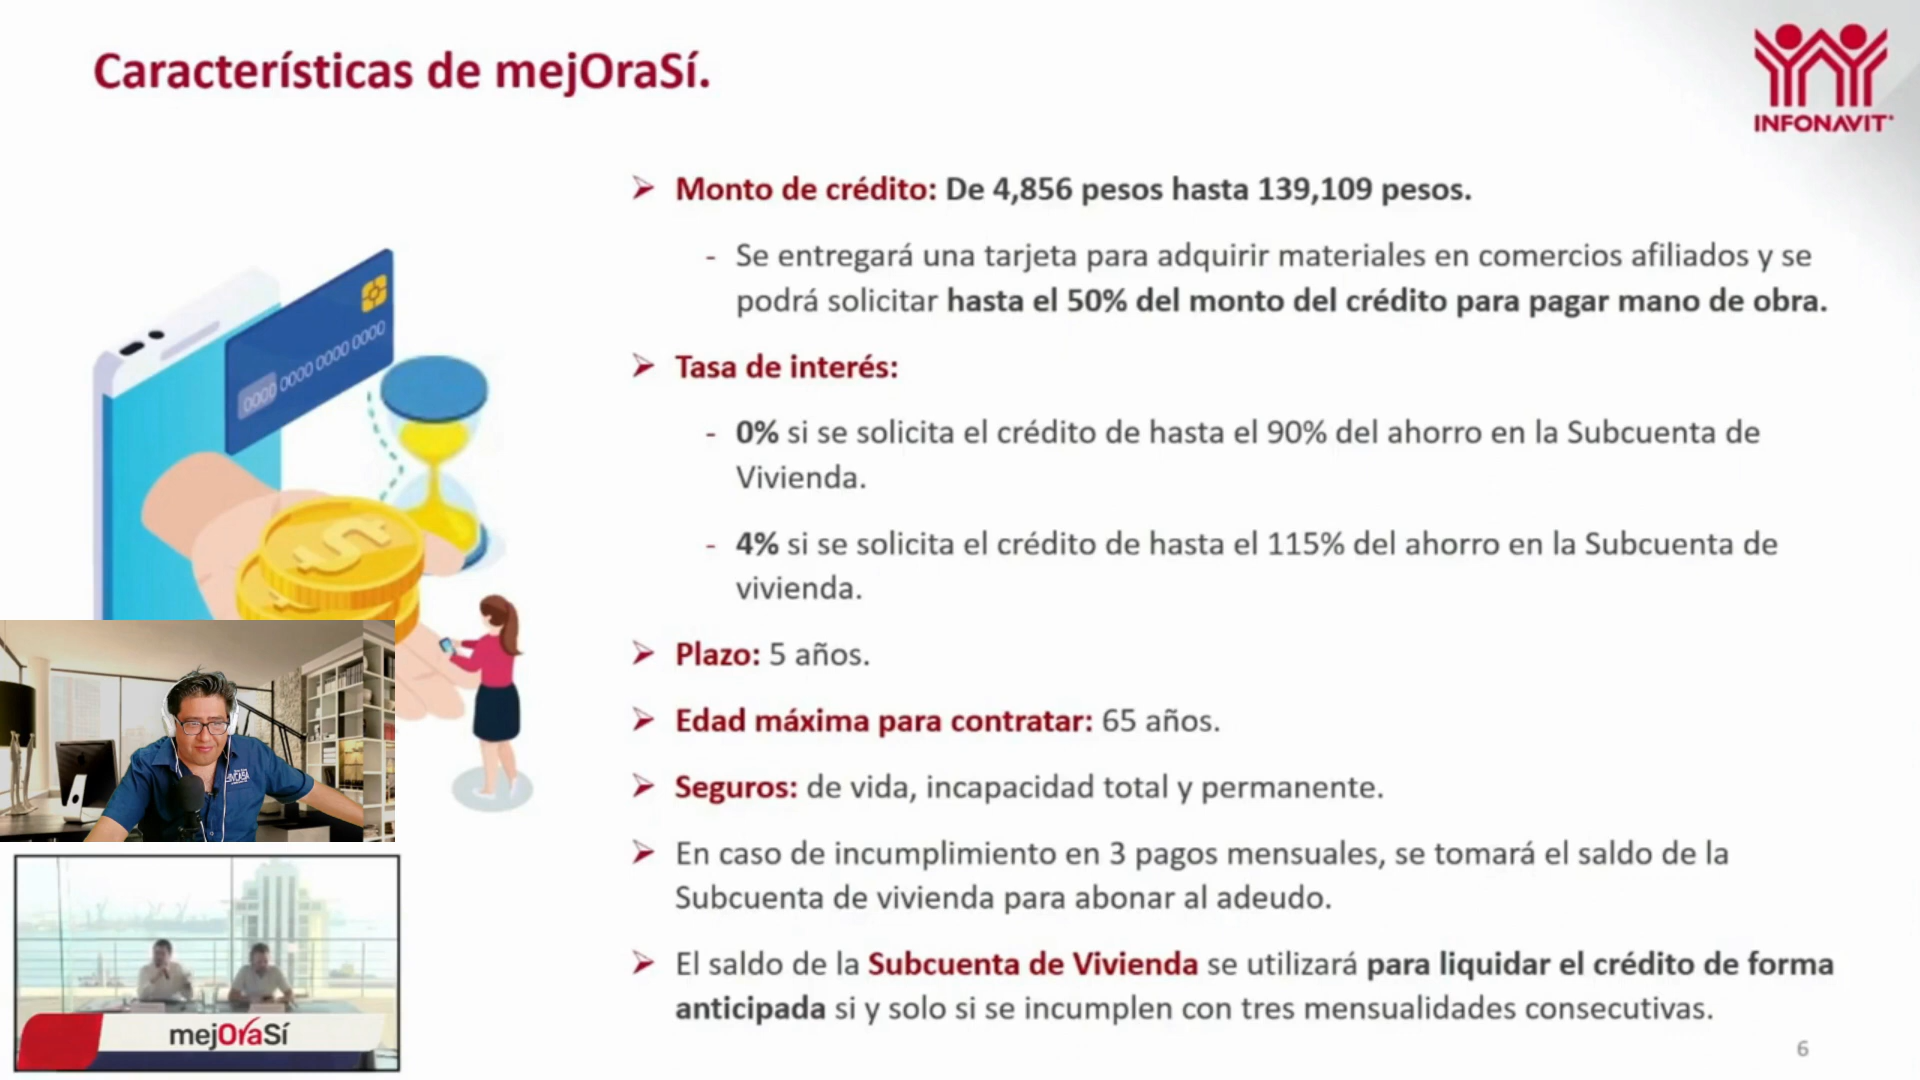 Características de mejOraSí.
INFONAVIT
➢ Monto de crédito: De 4,856 pesos hasta 139,109 pesos.
- Se entregará una tarjeta para adquirir materiales en comercios afiliados y se
podrá solicitar hasta el 50% del monto del crédito para pagar mano de obra.
➢ Tasa de interés:
- 0% si se solicita el crédito de hasta el 90% del ahorro en la Subcuenta de
Vivienda.
- 4% si se solicita el crédito de hasta el 115% del ahorro en la Subcuenta de
vivienda.
➢ Plazo: 5 años.
➢ Edad máxima para contratar: 65 años.
➢ Seguros: de vida, incapacidad total y permanente.
➢ En caso de incumplimiento en 3 pagos mensuales, se tomará el saldo de la
Subcuenta de vivienda para abonar al adeudo.
➢ El saldo de la Subcuenta de Vivienda se utilizará para liquidar el crédito de forma
anticipada si y solo si se incumplen con tres mensualidades consecutivas.
0000 0000 0000 0000
mejOraSí
6